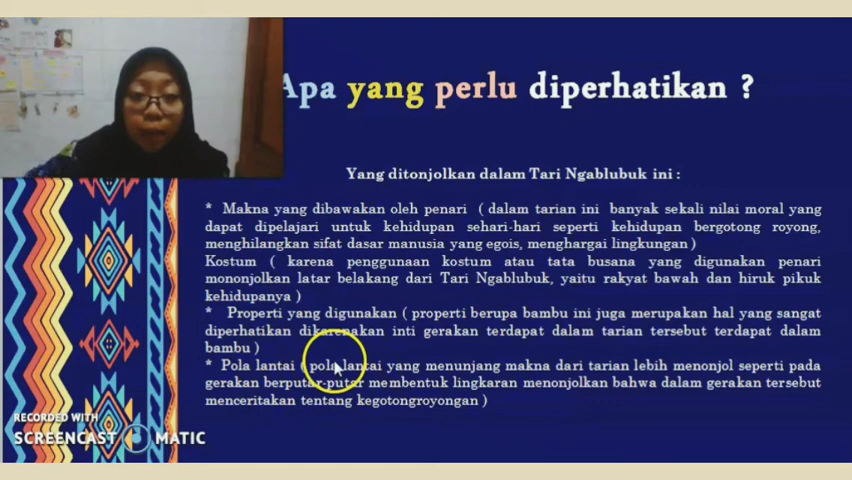 Apa yang perlu diperhatikan ?
Yang ditonjolkan dalam Tari Ngablubuk ini :
* Makna yang dibawakan oleh penari ( dalam tarian ini banyak sekali nilai moral yang
dapat dipelajari untuk kehidupan sehari-hari seperti kehidupan bergotong royong,
menghilangkan sifat dasar manusia yang egois, menghargai lingkungan )
Kostum ( karena penggunaan kostum atau tata busana yang digunakan penari
mononjolkan latar belakang dari Tari Ngablubuk, yaitu rakyat bawah dan hiruk pikuk
kehidupanya )
* Properti yang digunakan ( properti berupa bambu ini juga merupakan hal yang sangat
diperhatikan dikarenakan inti gerakan terdapat dalam tarian tersebut terdapat dalam
bambu )
* Pola lantai ( pola lantai yang menunjang makna dari tarian lebih menonjol seperti pada
gerakan berputar-putar membentuk lingkaran menonjolkan bahwa dalam gerakan tersebut
menceritakan tentang kegotongroyongan )
RECORDED WITH
SCREENCAST MATIC